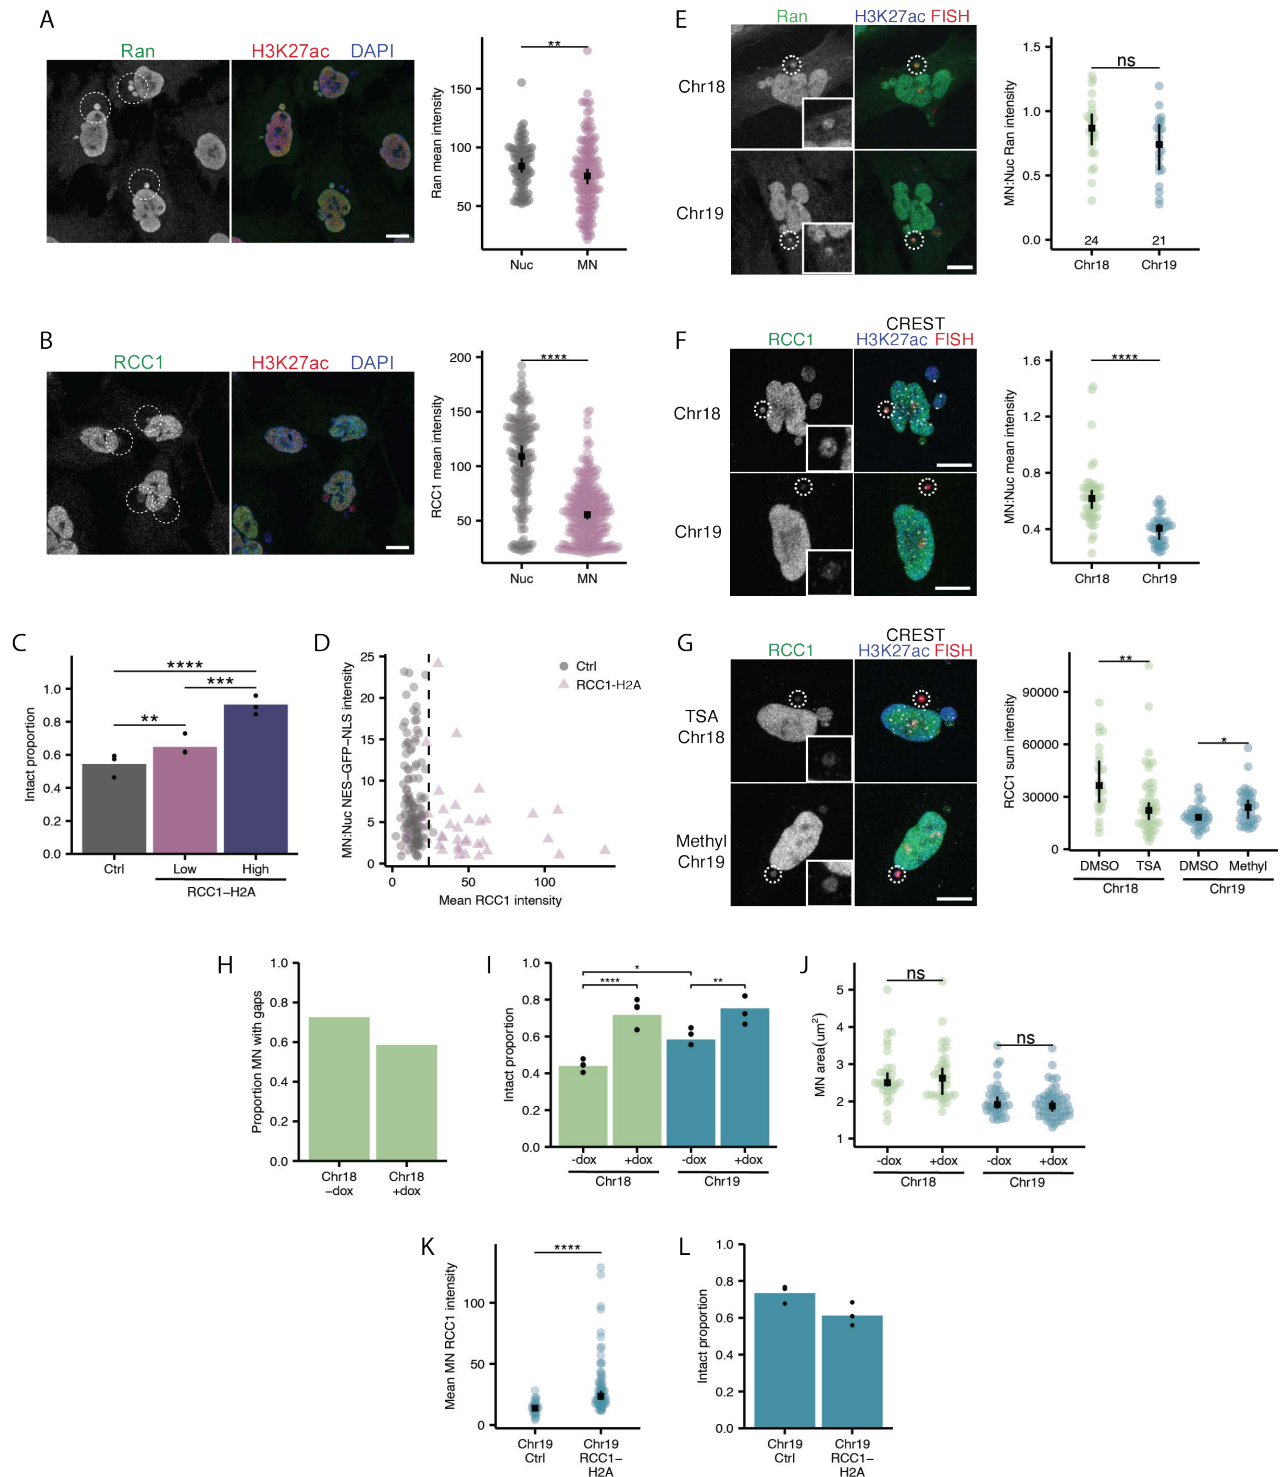 A
Ran H3K27ac DAPI
**
Ran mean intensity
150
100
50
Nuc MN
B
RCC1 H3K27ac DAPI
****
RCC1 mean intensity
200
150
100
50
Nuc MN
C
****
***
**
Intact proportion
1.0
0.8
0.6
0.4
0.2
0.0
Ctrl Low High
RCC1–H2A
D
MN:Nuc NES–GFP–NLS intensity
25
20
15
10
5
0
Ctrl
RCC1-H2A
0 50 100
Mean RCC1 intensity
E
Ran H3K27ac FISH
Chr18
Chr19
ns
MN:Nuc Ran intensity
1.5
1.0
0.5
0.0
24 21
Chr18 Chr19
F
CREST
RCC1 H3K27ac FISH
Chr18
Chr19
****
MN:Nuc mean intensity
1.6
1.2
0.8
0.4
Chr18 Chr19
G
CREST
RCC1 H3K27ac FISH
TSA
Chr18
Methyl
Chr19
**
*
RCC1 sum intensity
90000
60000
30000
0
DMSO TSA DMSO Methyl
Chr18 Chr19
H
Proportion MN with gaps
1.0
0.8
0.6
0.4
0.2
0.0
Chr18 Chr18
–dox +dox
I
*
**** **
Intact proportion
1.0
0.8
0.6
0.4
0.2
0.0
-dox +dox -dox +dox
Chr18 Chr19
J
ns
ns
MN area(um²)
5
4
3
2
1
-dox +dox -dox +dox
Chr18 Chr19
K
****
Mean MN RCC1 intensity
100
50
0
Chr19 Chr19
Ctrl RCC1–
H2A
L
Intact proportion
1.0
0.8
0.6
0.4
0.2
0.0
Chr19 Chr19
Ctrl RCC1–
H2A